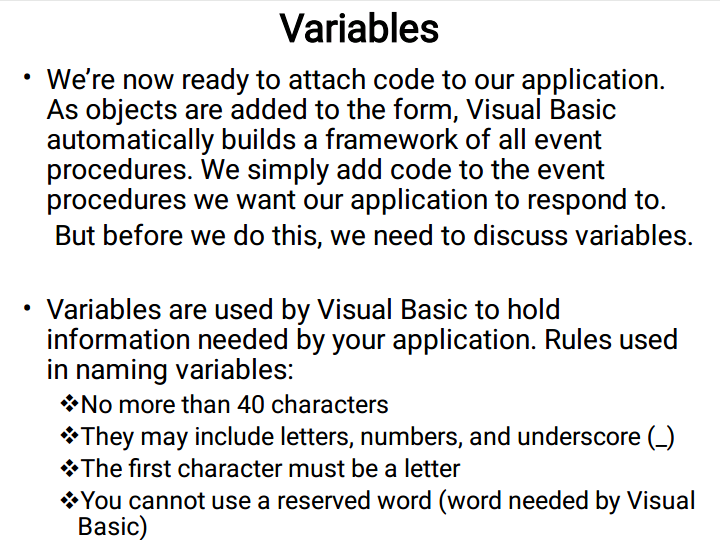 Variables
• We’re now ready to attach code to our application.
As objects are added to the form, Visual Basic
automatically builds a framework of all event
procedures. We simply add code to the event
procedures we want our application to respond to.
But before we do this, we need to discuss variables.
• Variables are used by Visual Basic to hold
information needed by your application. Rules used
in naming variables:
❖No more than 40 characters
❖They may include letters, numbers, and underscore (_)
❖The first character must be a letter
❖You cannot use a reserved word (word needed by Visual
Basic)